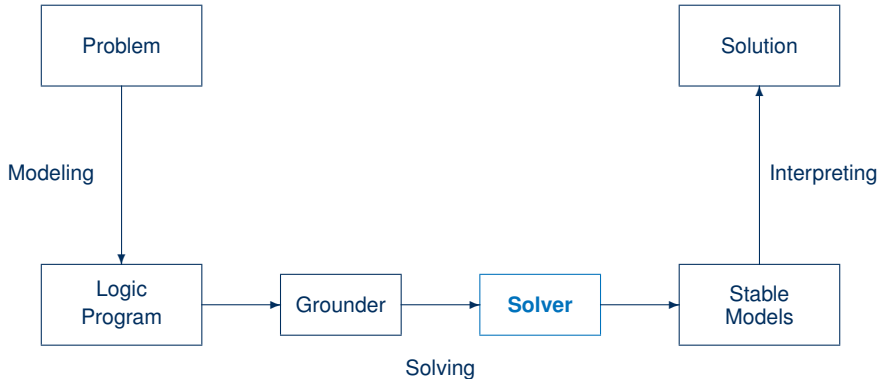 Problem
Solution
Modeling
Interpreting
Logic
Program
Grounder
Solver
Stable
Models
Solving